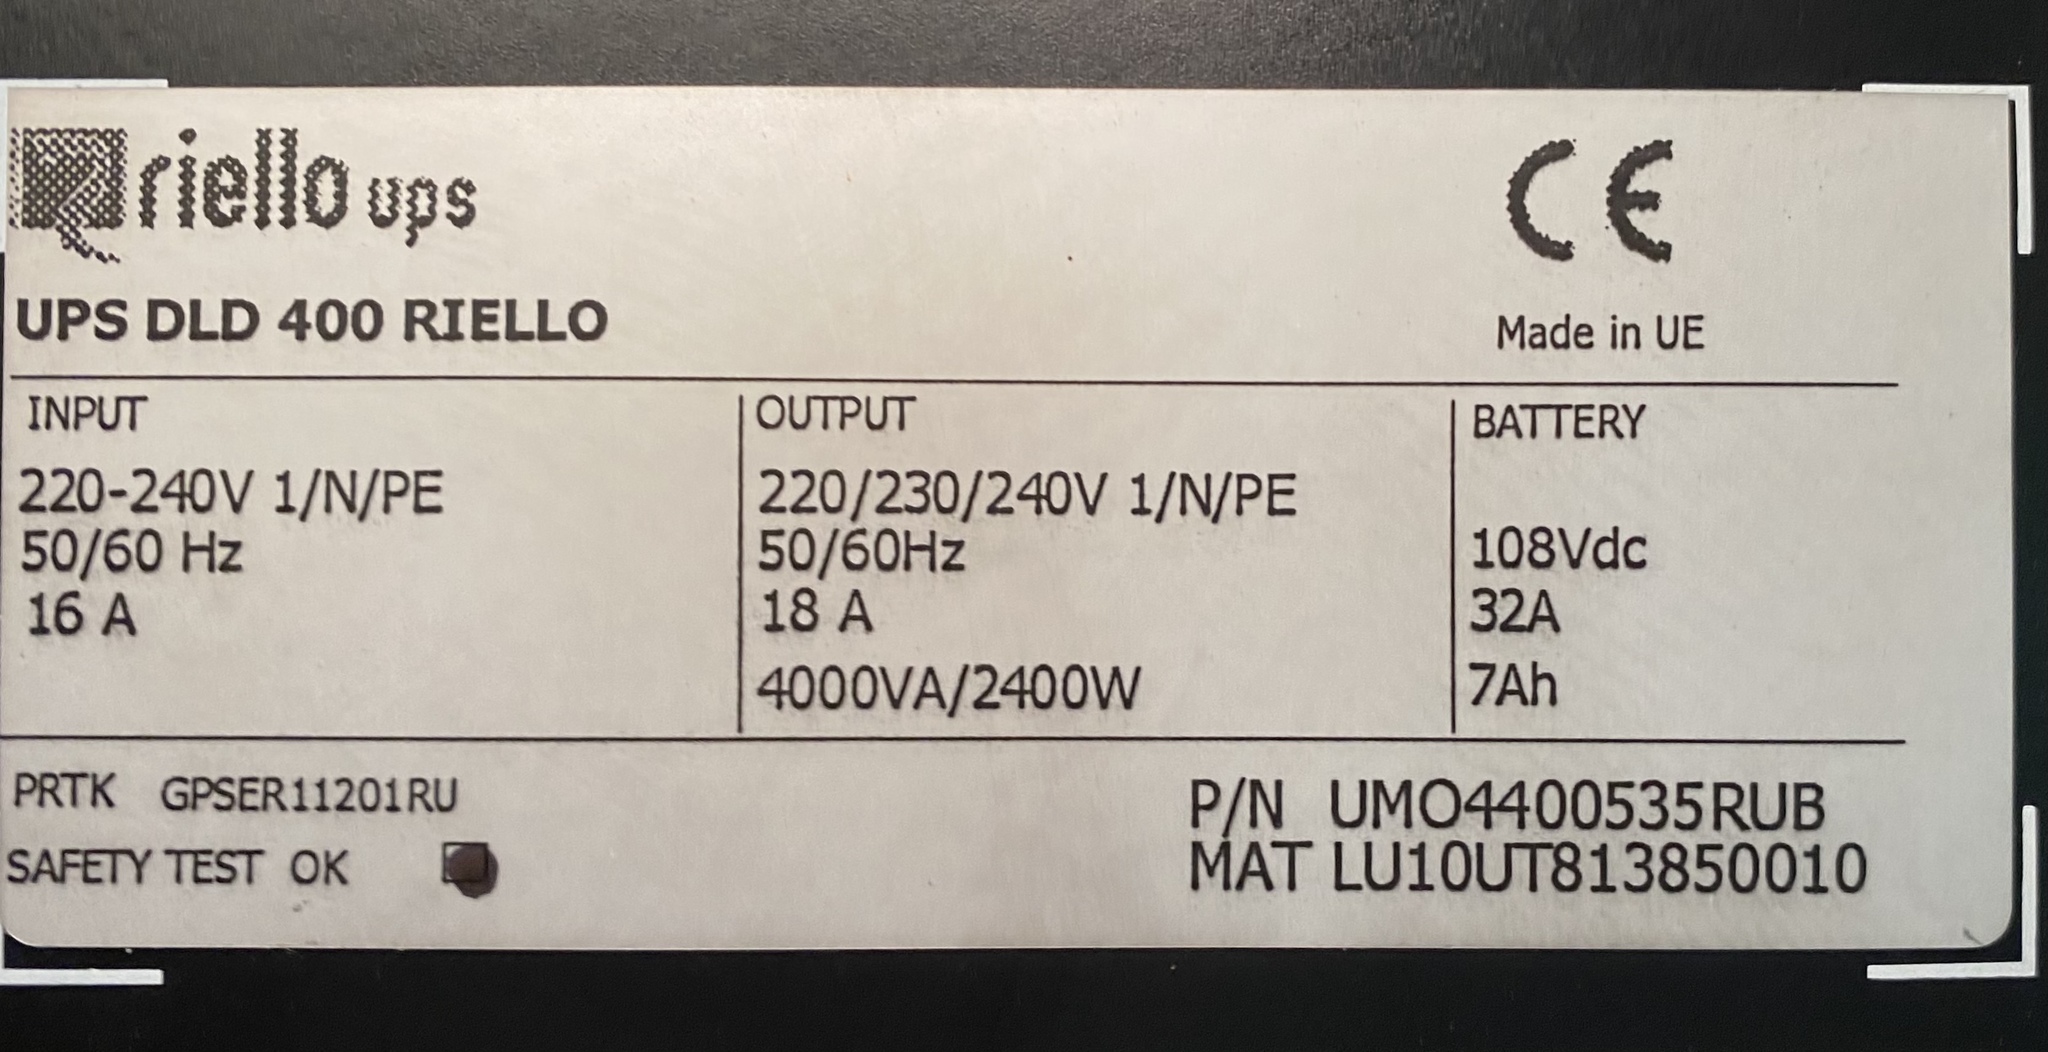 riello ups
CE
UPS DLD 400 RIELLO
Made in UE
INPUT
220-240V 1/N/PE
50/60 Hz
16 A
OUTPUT
220/230/240V 1/N/PE
50/60Hz
18 A
4000VA/2400W
BATTERY
108Vdc
32A
7Ah
PRTK GPSER11201RU
SAFETY TEST OK
P/N UMO4400535RUB
MAT LU10UT813850010